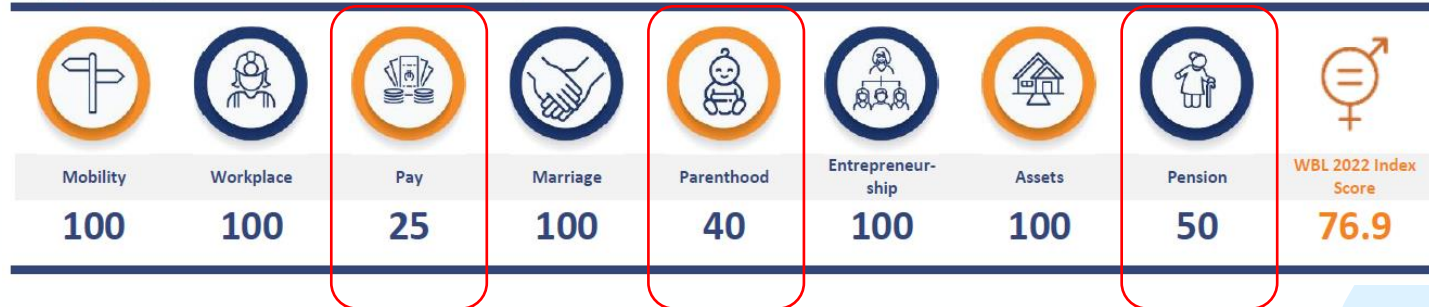 Mobility
100
Workplace
100
Pay
25
Marriage
100
Parenthood
40
Entrepreneur-
ship
100
Assets
100
Pension
50
WBL 2022 Index
Score
76.9